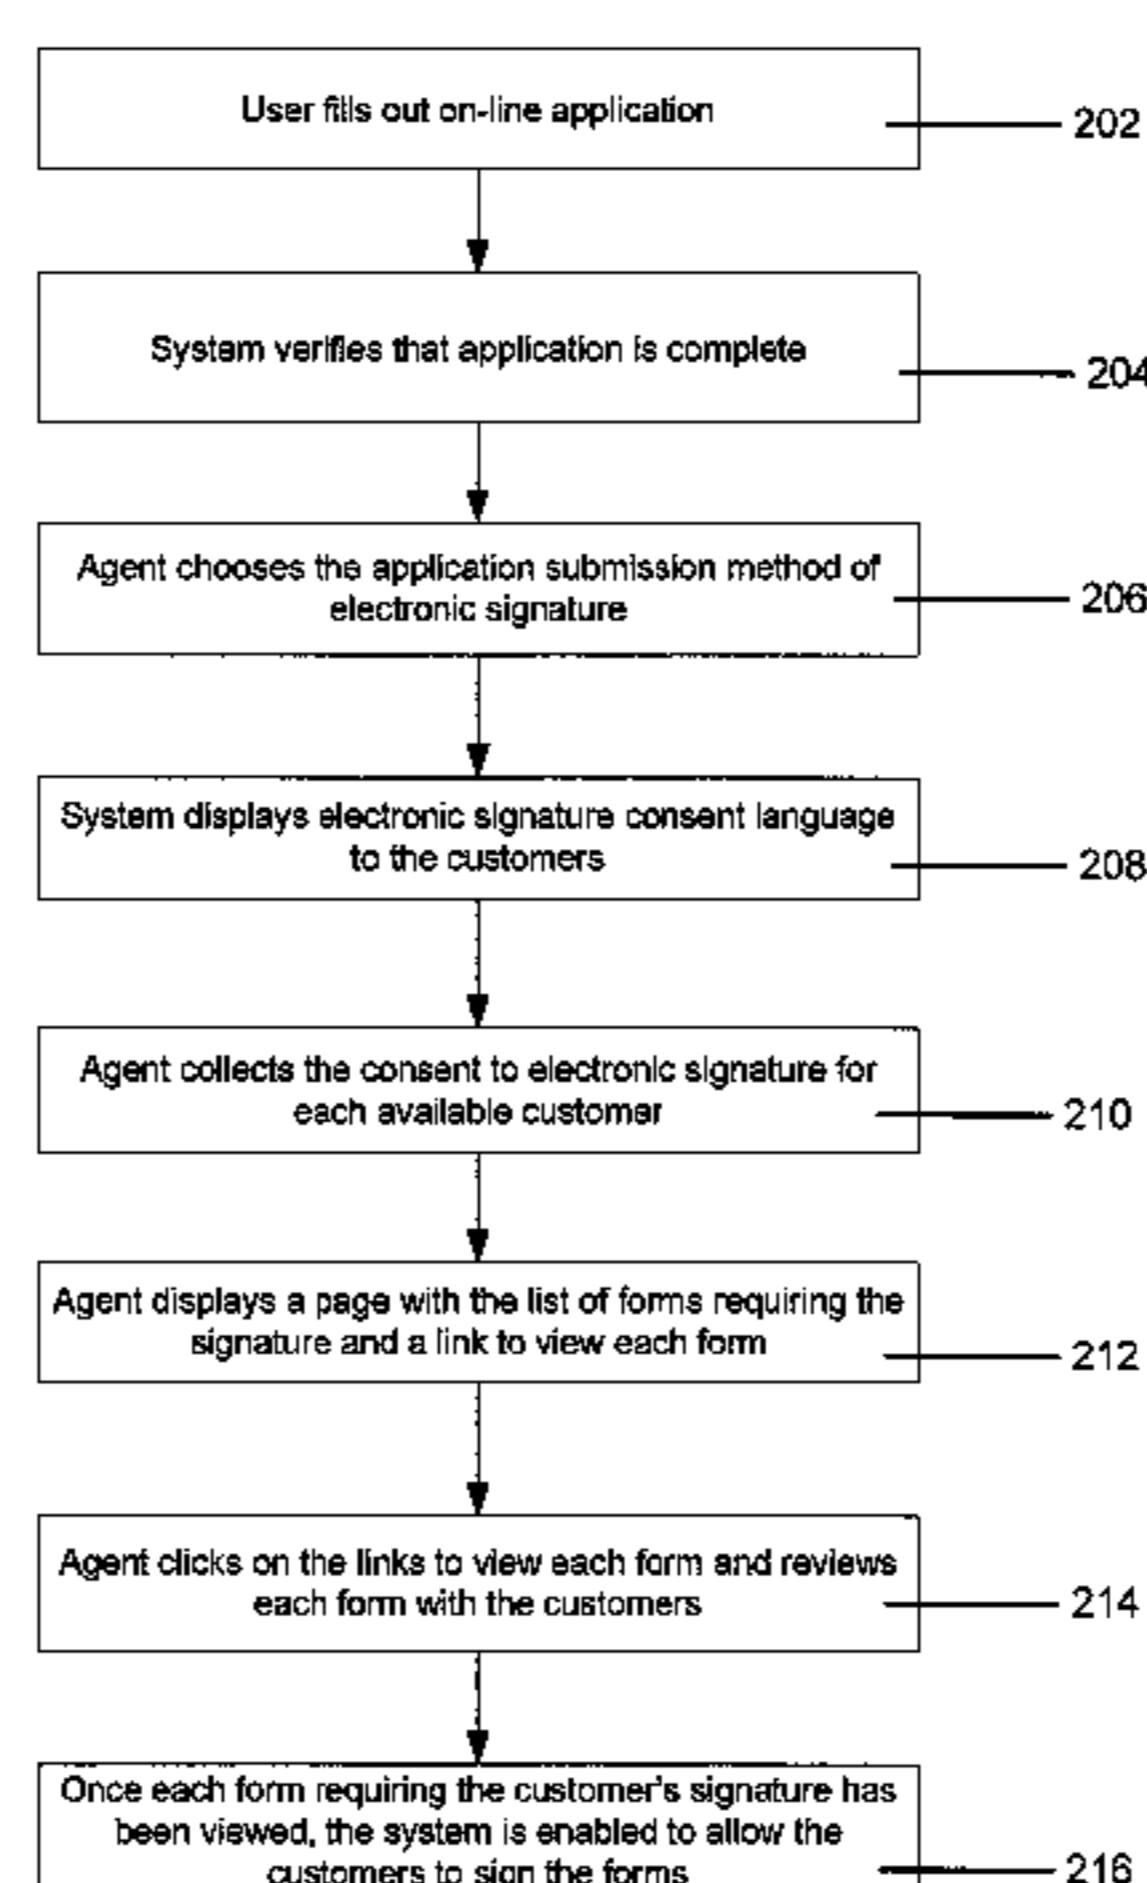 User fills out on-line application
202
System verifies that application is complete
204
Agent chooses the application submission method of
electronic signature
206
System displays electronic signature consent language
to the customers
208
Agent collects the consent to electronic signature for
each available customer
210
Agent displays a page with the list of forms requiring the
signature and a link to view each form
212
Agent clicks on the links to view each form and reviews
each form with the customers
214
Once each form requiring the customer's signature has
been viewed, the system is enabled to allow the
customers to sign the forms
216